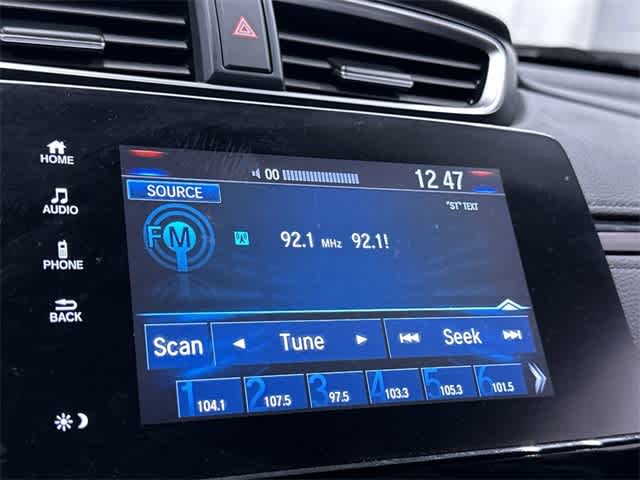 HOME
AUDIO
PHONE
BACK
00
12 47
SOURCE
"ST" TEXT
FM
92.1 MHz 92.1!
Scan
Tune
Seek
1 104.1
2 107.5
3 97.5
4 103.3
5 105.3
6 101.5